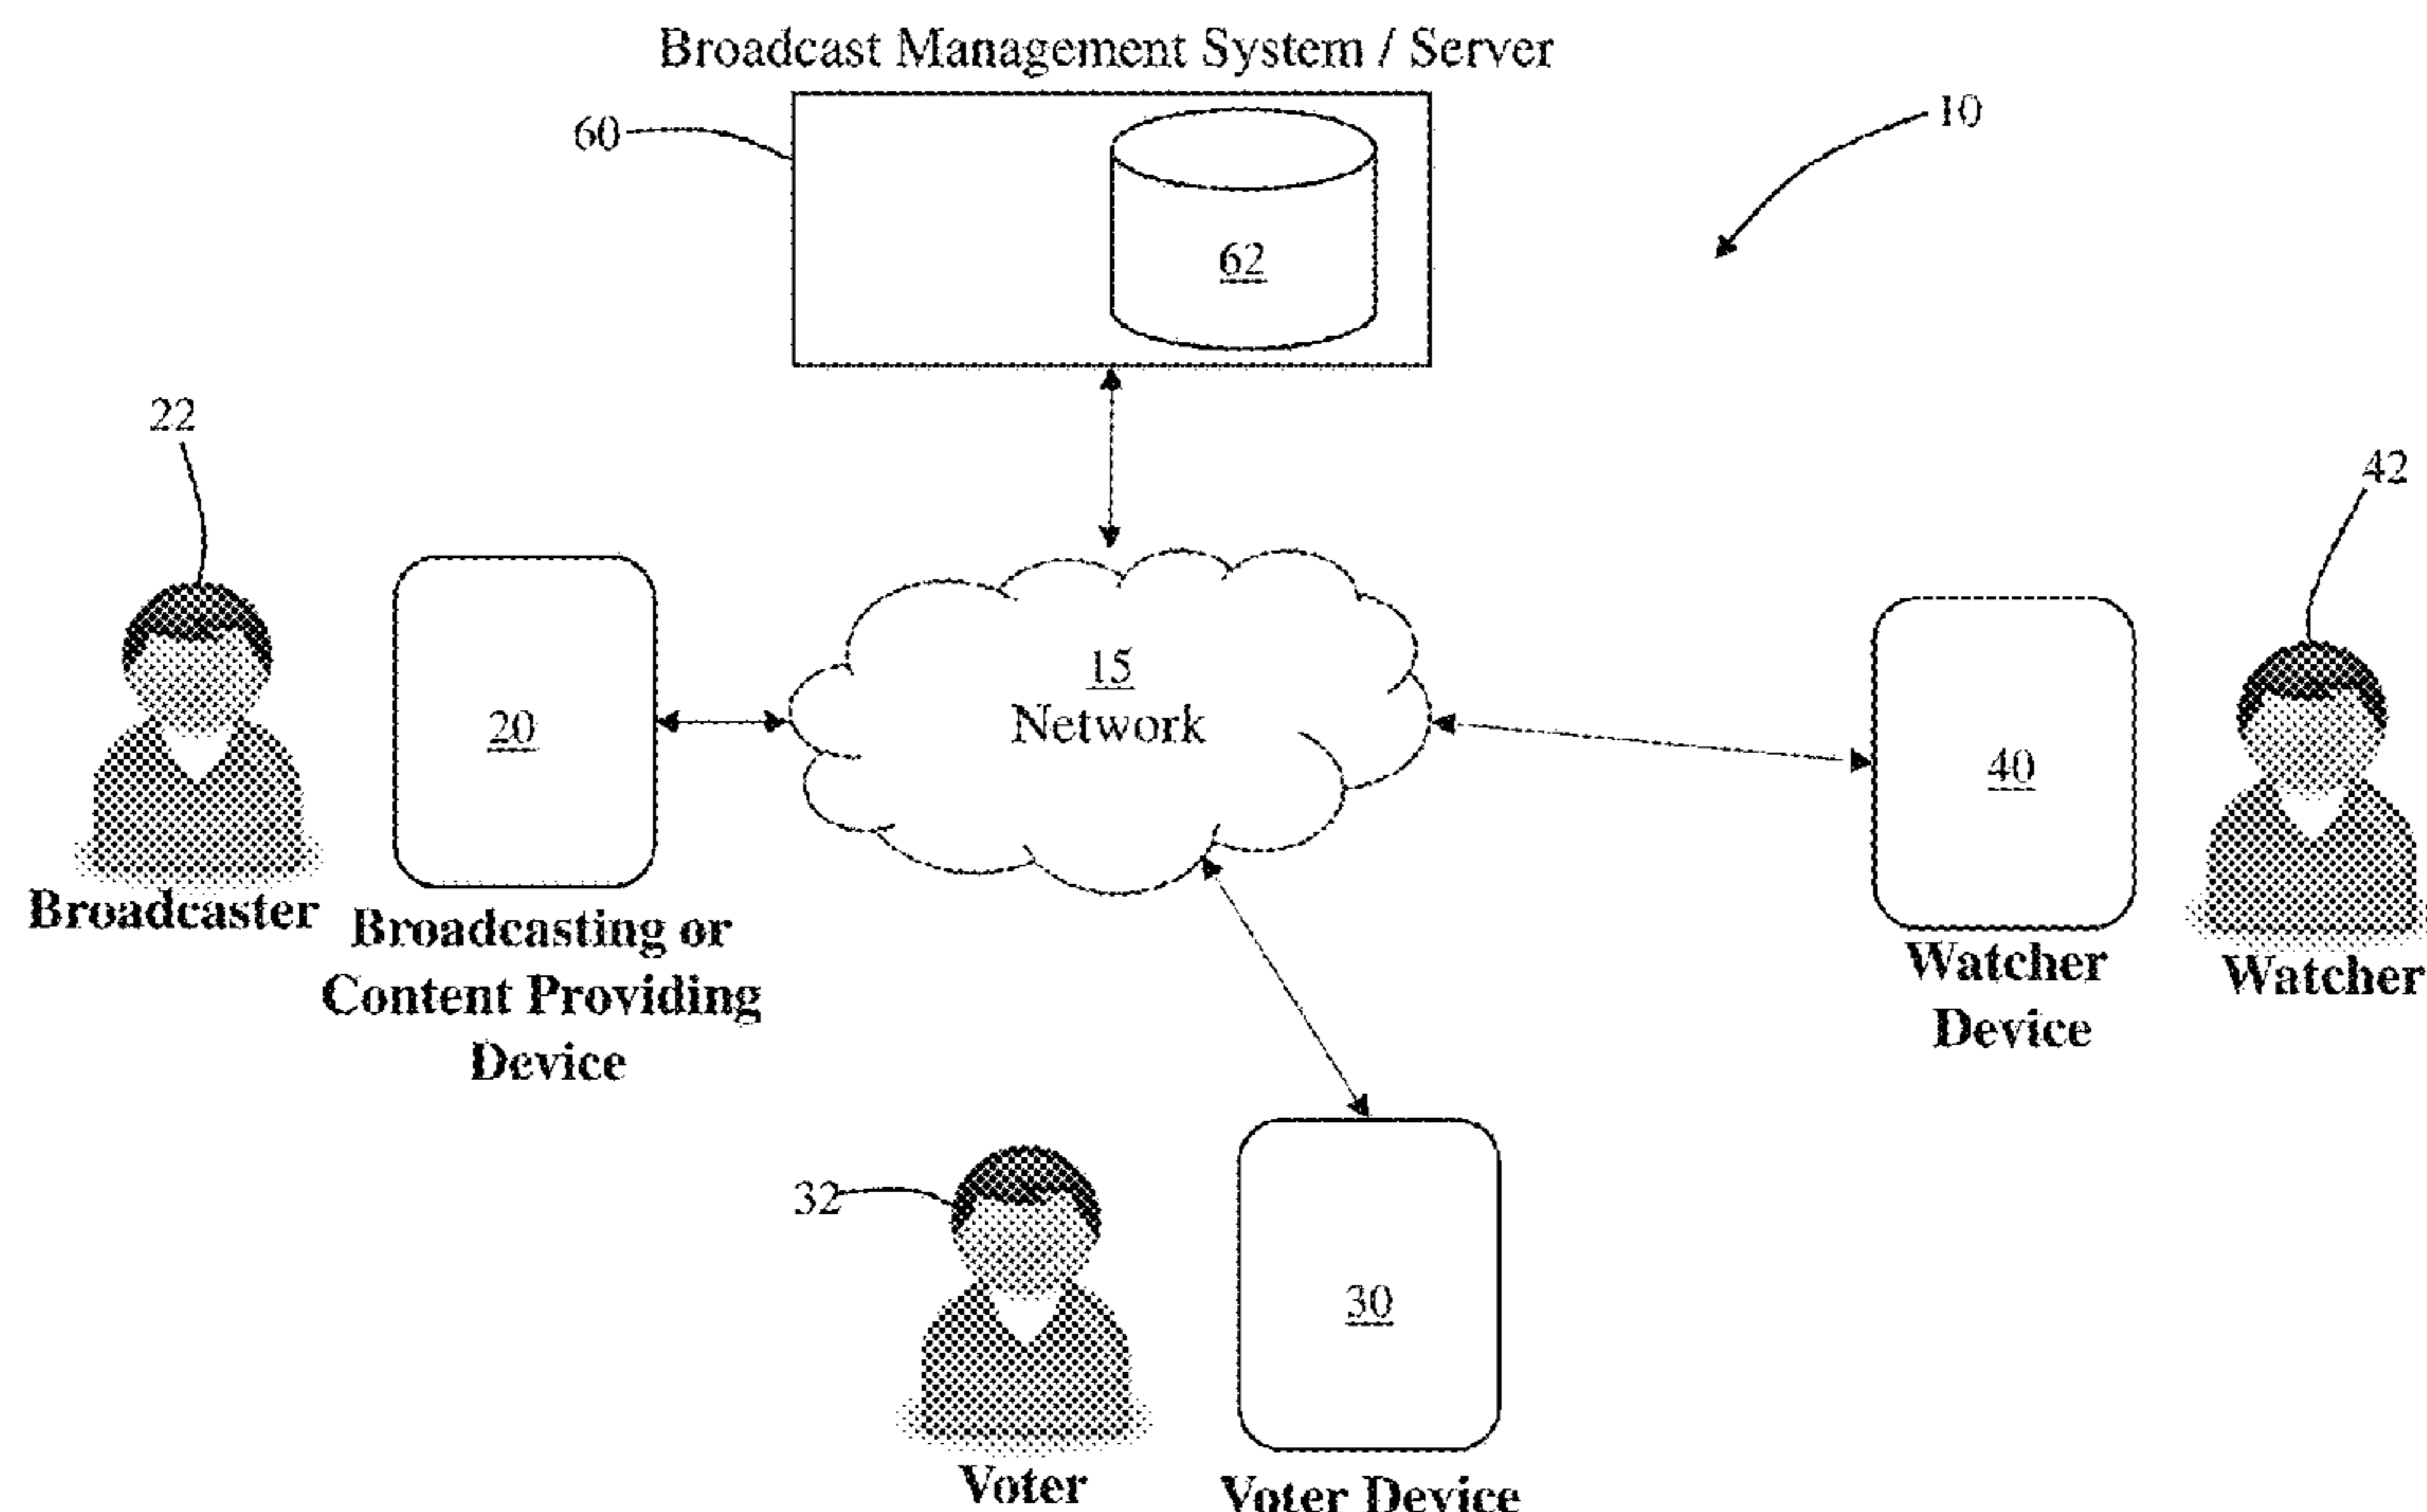 Broadcast Management System / Server
60
10
62
22
42
15
Network
20
40
Broadcaster
Broadcasting or
Content Providing
Device
Watcher
Device
Watcher
32
30
Voter
Voter Device